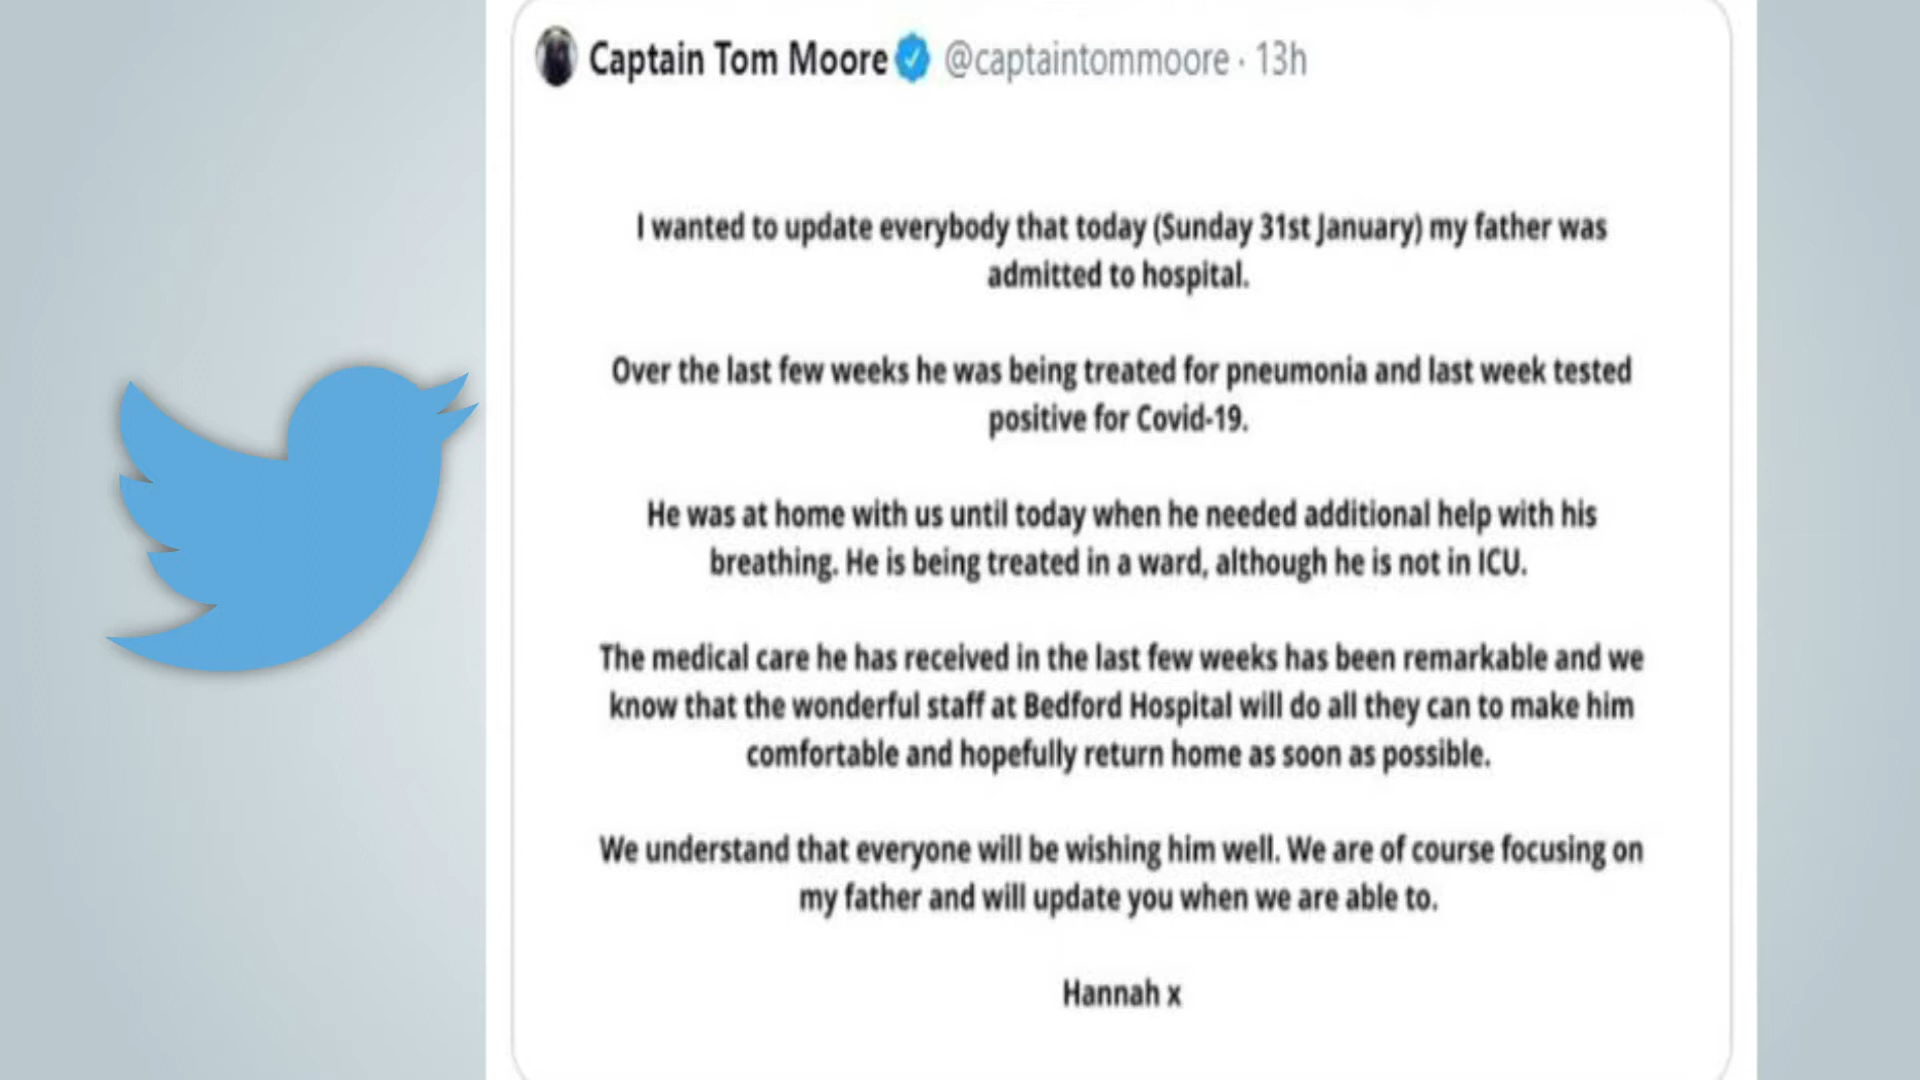 Captain Tom Moore @captaintommoore · 13h
I wanted to update everybody that today (Sunday 31st January) my father was
admitted to hospital.
Over the last few weeks he was being treated for pneumonia and last week tested
positive for Covid-19.
He was at home with us until today when he needed additional help with his
breathing. He is being treated in a ward, although he is not in ICU.
The medical care he has received in the last few weeks has been remarkable and we
know that the wonderful staff at Bedford Hospital will do all they can to make him
comfortable and hopefully return home as soon as possible.
We understand that everyone will be wishing him well. We are of course focusing on
my father and will update you when we are able to.
Hannah x